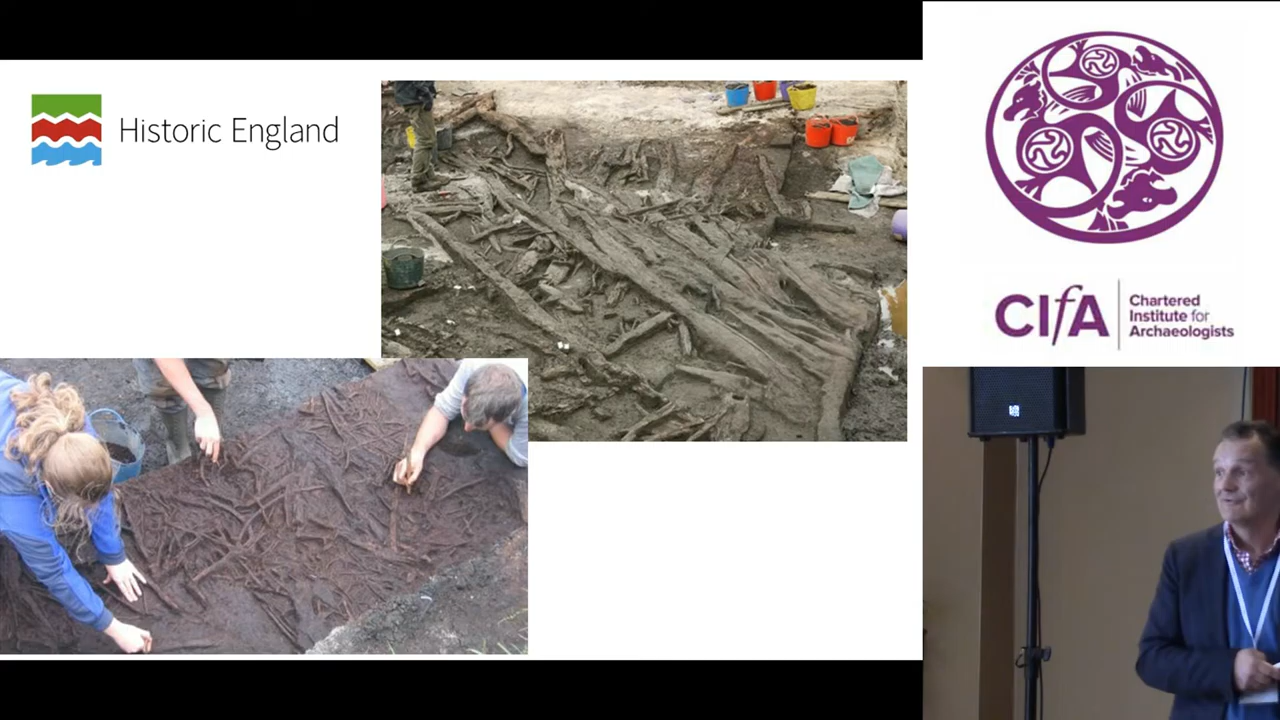 Historic England
CIfA
Chartered
Institute for
Archaeologists